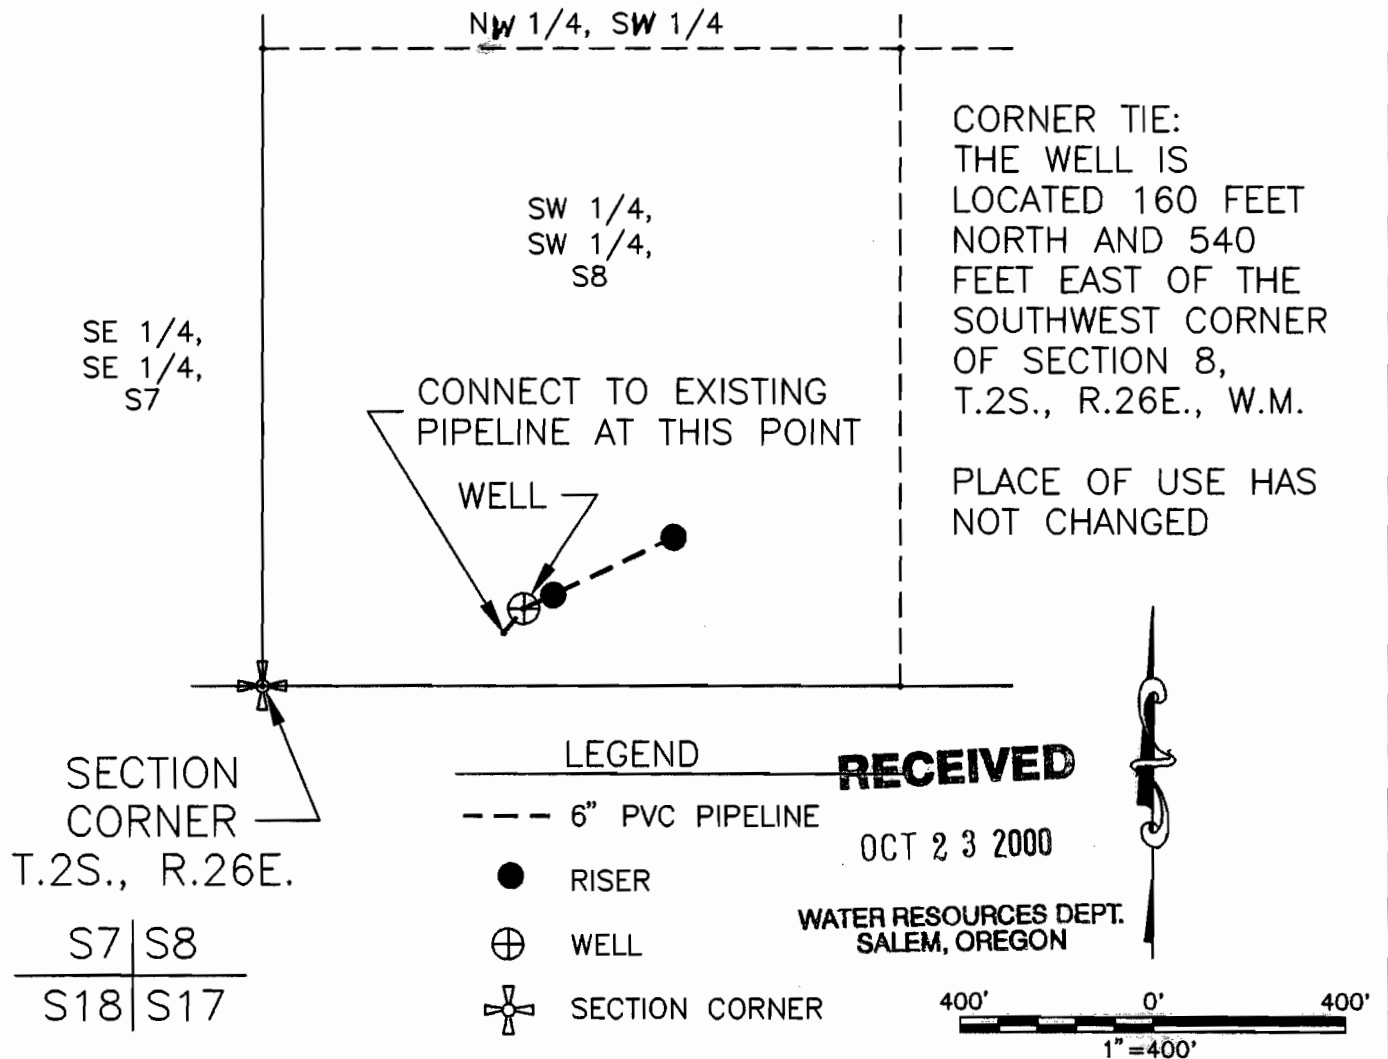 NW 1/4, SW 1/4
CORNER TIE:
THE WELL IS
LOCATED 160 FEET
NORTH AND 540
FEET EAST OF THE
SOUTHWEST CORNER
OF SECTION 8,
T.2S., R.26E., W.M.
PLACE OF USE HAS
NOT CHANGED
SW 1/4,
SW 1/4,
S8
SE 1/4,
SE 1/4,
S7
CONNECT TO EXISTING
PIPELINE AT THIS POINT
WELL
SECTION
CORNER
T.2S., R.26E.
S7 S8
S18 S17
LEGEND
6" PVC PIPELINE
RISER
WELL
SECTION CORNER
RECEIVED
OCT 23 2000
WATER RESOURCES DEPT.
SALEM, OREGON
400' 0' 400'
1"=400'